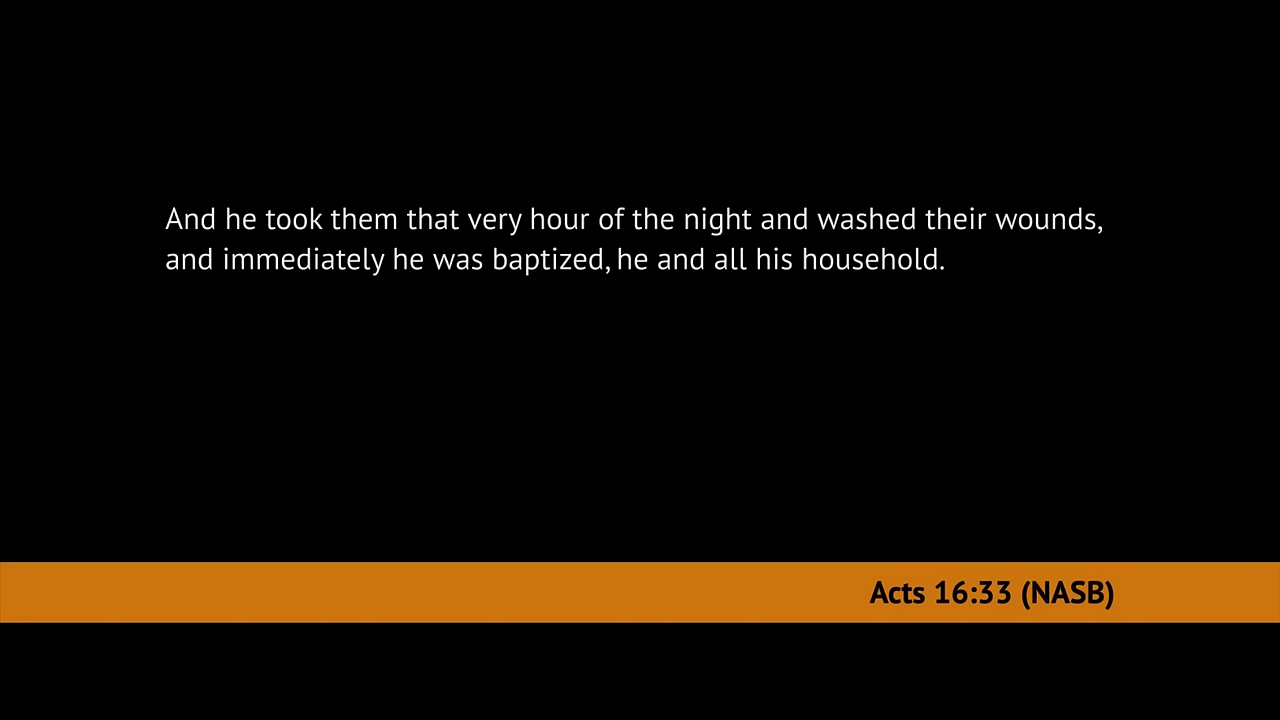 And he took them that very hour of the night and washed their wounds,
and immediately he was baptized, he and all his household.
Acts 16:33 (NASB)